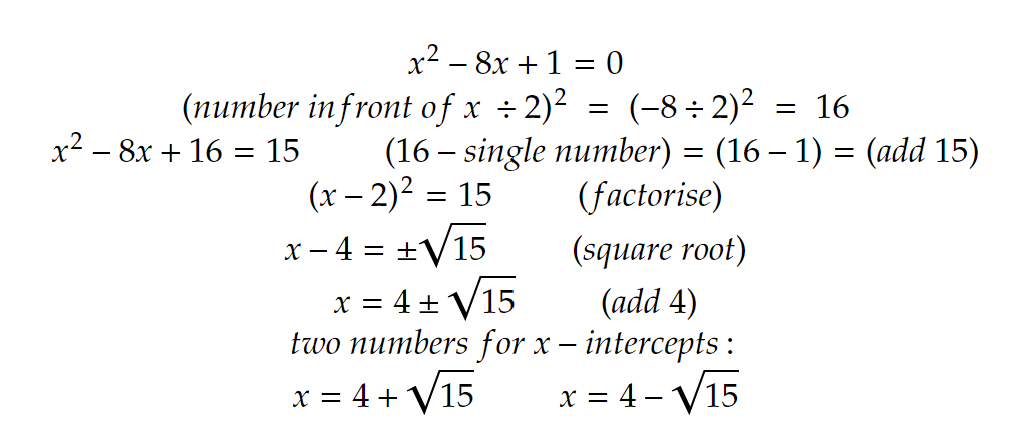 x² – 8x + 1 = 0
(number infront of x ÷ 2)² = (–8 ÷ 2)² = 16
x² – 8x + 16 = 15 (16 – single number) = (16 – 1) = (add 15)
(x – 2)² = 15 (factorise)
x – 4 = ±√15 (square root)
x = 4 ± √15 (add 4)
two numbers for x – intercepts :
x = 4 + √15 x = 4 – √15